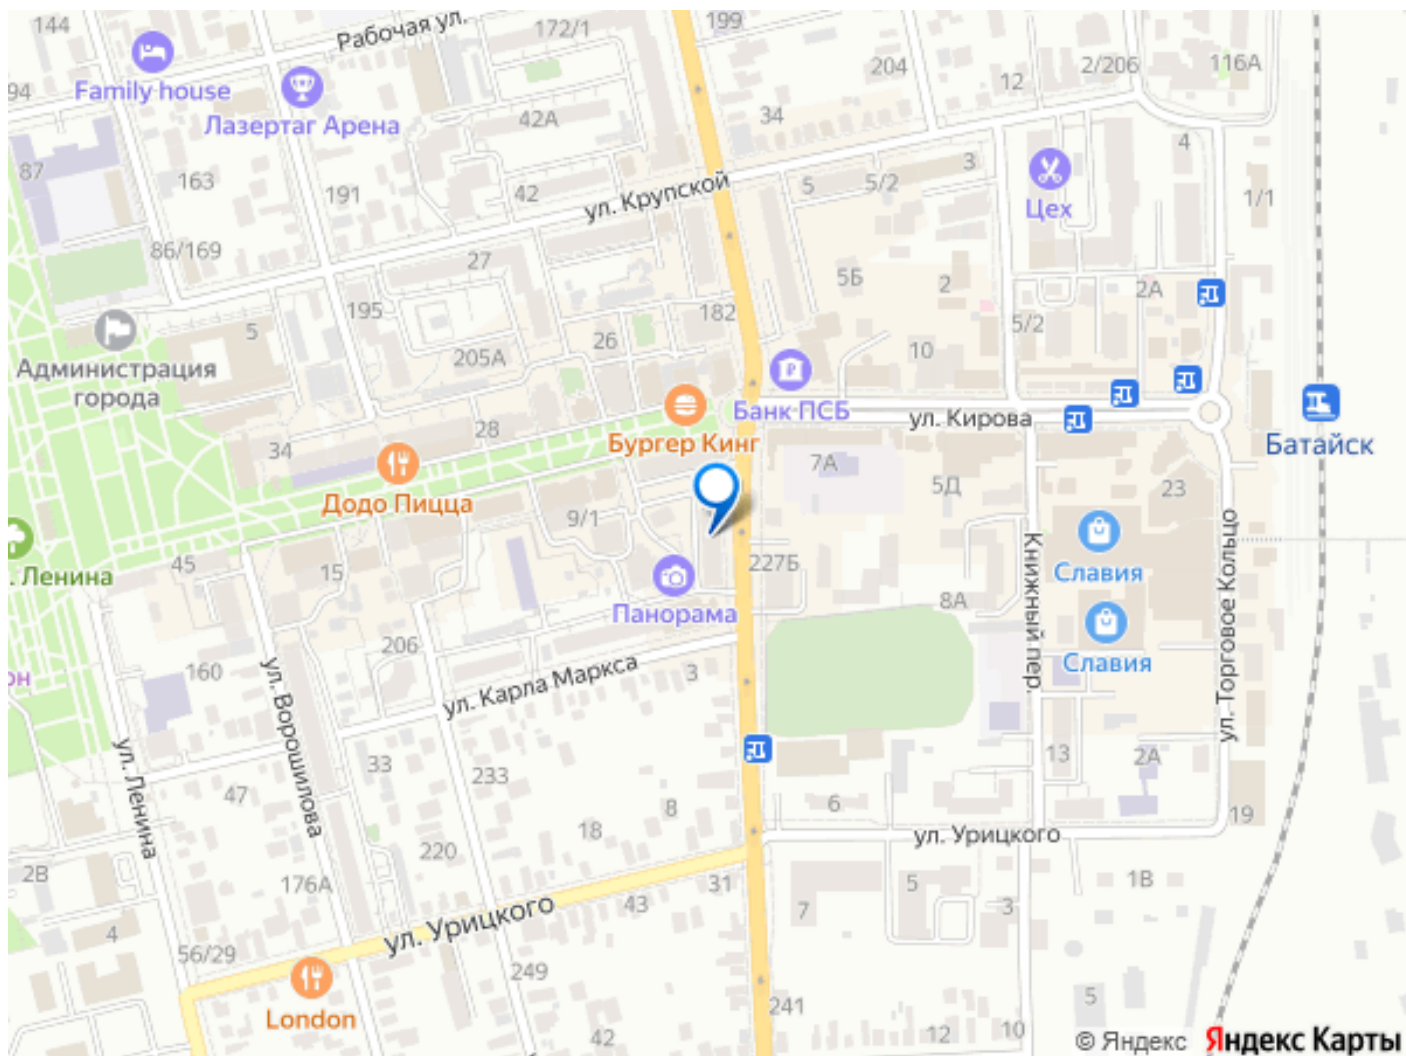 144
Рабочая ул.
172/1
199
Family house
94
Лазертаг Арена
42А
204
12
2/206
116А
34
87
163
191
42
ул. Крупской
5
5/2
3
Цех
4
1/1
86/169
27
195
5
205А
26
182
5Б
2
2А
5/2
10
Администрация
города
Банк ПСБ
ул. Кирова
Батайск
34
28
Бургер Кинг
Додо Пицца
7А
5Д
23
9/1
. Ленина
45
15
227Б
Славия
Панорама
8А
Книжный пер.
ул. Торговое Кольцо
он
160
206
ул. Карла Маркса
3
Славия
ул. Ленина
ул. Ворошилова
33
233
13
2А
47
18
8
6
19
ул. Урицкого
2В
176А
220
43
31
7
5
3
1В
4
56/29
ул. Урицкого
249
London
42
241
12
10
5
© Яндекс Яндекс Карты